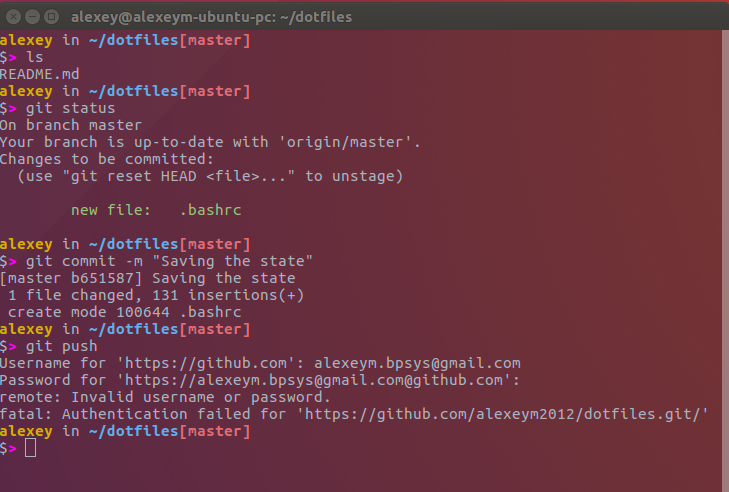 alexey@alexeym-ubuntu-pc: ~/dotfiles
alexey in ~/dotfiles[master]
$> ls
README.md
alexey in ~/dotfiles[master]
$> git status
On branch master
Your branch is up-to-date with 'origin/master'.
Changes to be committed:
  (use "git reset HEAD <file>..." to unstage)
        new file:   .bashrc
alexey in ~/dotfiles[master]
$> git commit -m "Saving the state"
[master b651587] Saving the state
 1 file changed, 131 insertions(+)
 create mode 100644 .bashrc
alexey in ~/dotfiles[master]
$> git push
Username for 'https://github.com': alexeym.bpsys@gmail.com
Password for 'https://alexeym.bpsys@gmail.com@github.com':
remote: Invalid username or password.
fatal: Authentication failed for 'https://github.com/alexeym2012/dotfiles.git/'
alexey in ~/dotfiles[master]
$>